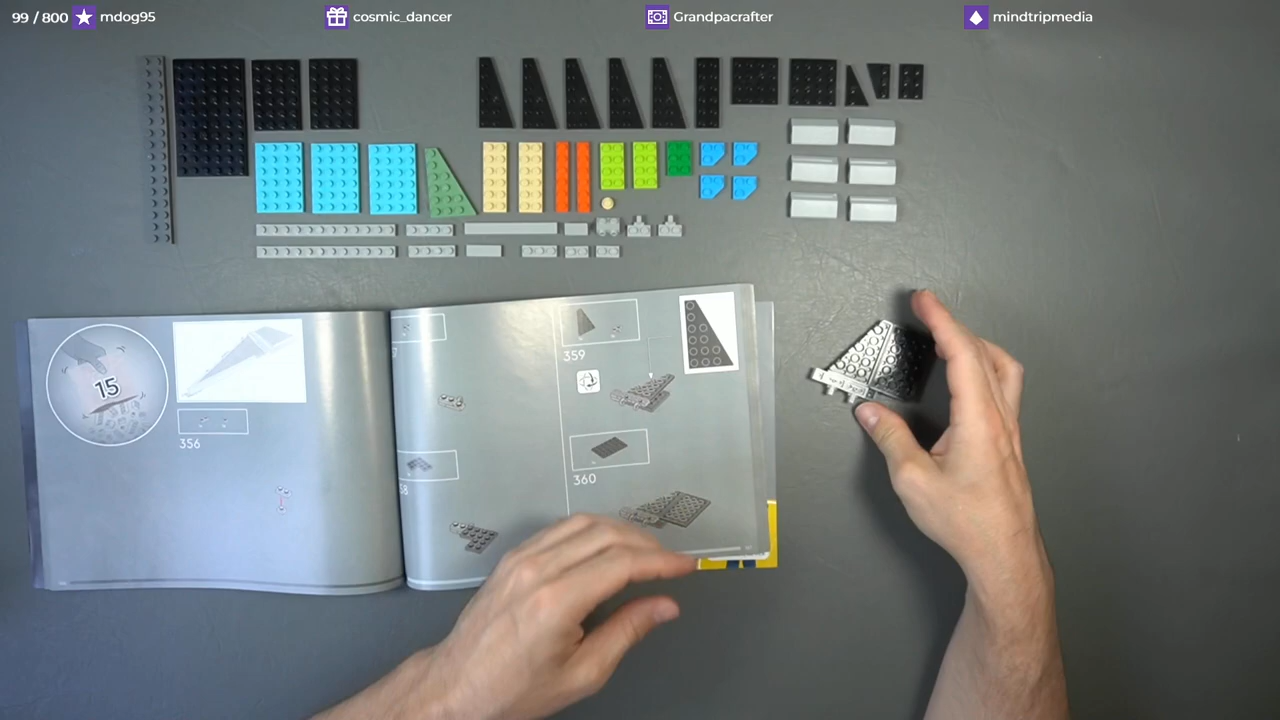 99 / 800
mdog95
cosmic_dancer
Grandpacrafter
mindtripmedia
15
356
359
360